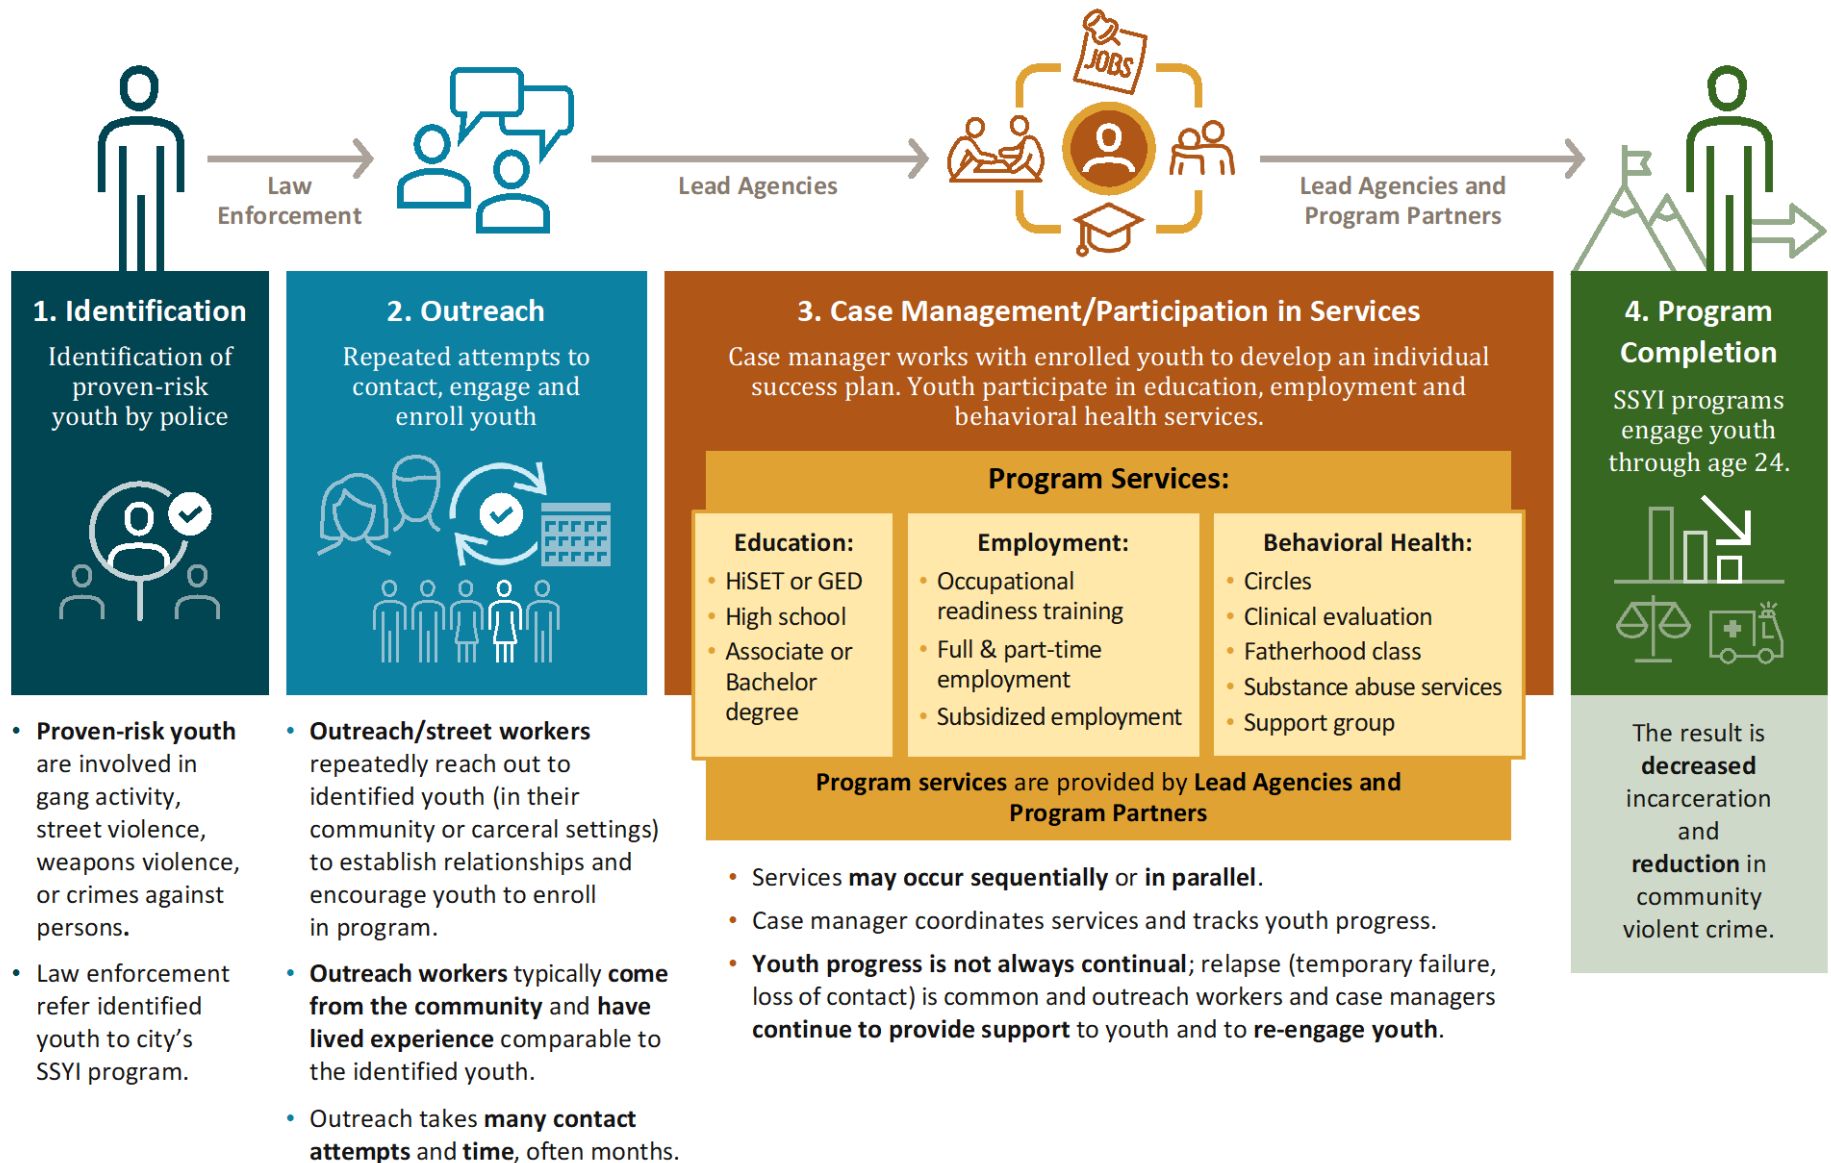 JOBS
Law
Enforcement
Lead Agencies
Lead Agencies and
Program Partners
1. Identification
Identification of
proven-risk
youth by police
• Proven-risk youth
are involved in
gang activity,
street violence,
weapons violence,
or crimes against
persons.
• Law enforcement
refer identified
youth to city’s
SSYI program.
2. Outreach
Repeated attempts to
contact, engage and
enroll youth
• Outreach/street workers
repeatedly reach out to
identified youth (in their
community or carceral settings)
to establish relationships and
encourage youth to enroll
in program.
• Outreach workers typically come
from the community and have
lived experience comparable to
the identified youth.
• Outreach takes many contact
attempts and time, often months.
3. Case Management/Participation in Services
Case manager works with enrolled youth to develop an individual
success plan. Youth participate in education, employment and
behavioral health services.
Program Services:
Education:
• HiSET or GED
• High school
• Associate or
Bachelor
degree
Employment:
• Occupational
readiness training
• Full & part-time
employment
• Subsidized employment
Behavioral Health:
• Circles
• Clinical evaluation
• Fatherhood class
• Substance abuse services
• Support group
Program services are provided by Lead Agencies and
Program Partners
• Services may occur sequentially or in parallel.
• Case manager coordinates services and tracks youth progress.
• Youth progress is not always continual; relapse (temporary failure,
loss of contact) is common and outreach workers and case managers
continue to provide support to youth and to re-engage youth.
4. Program
Completion
SSYI programs
engage youth
through age 24.
The result is
decreased
incarceration
and
reduction in
community
violent crime.